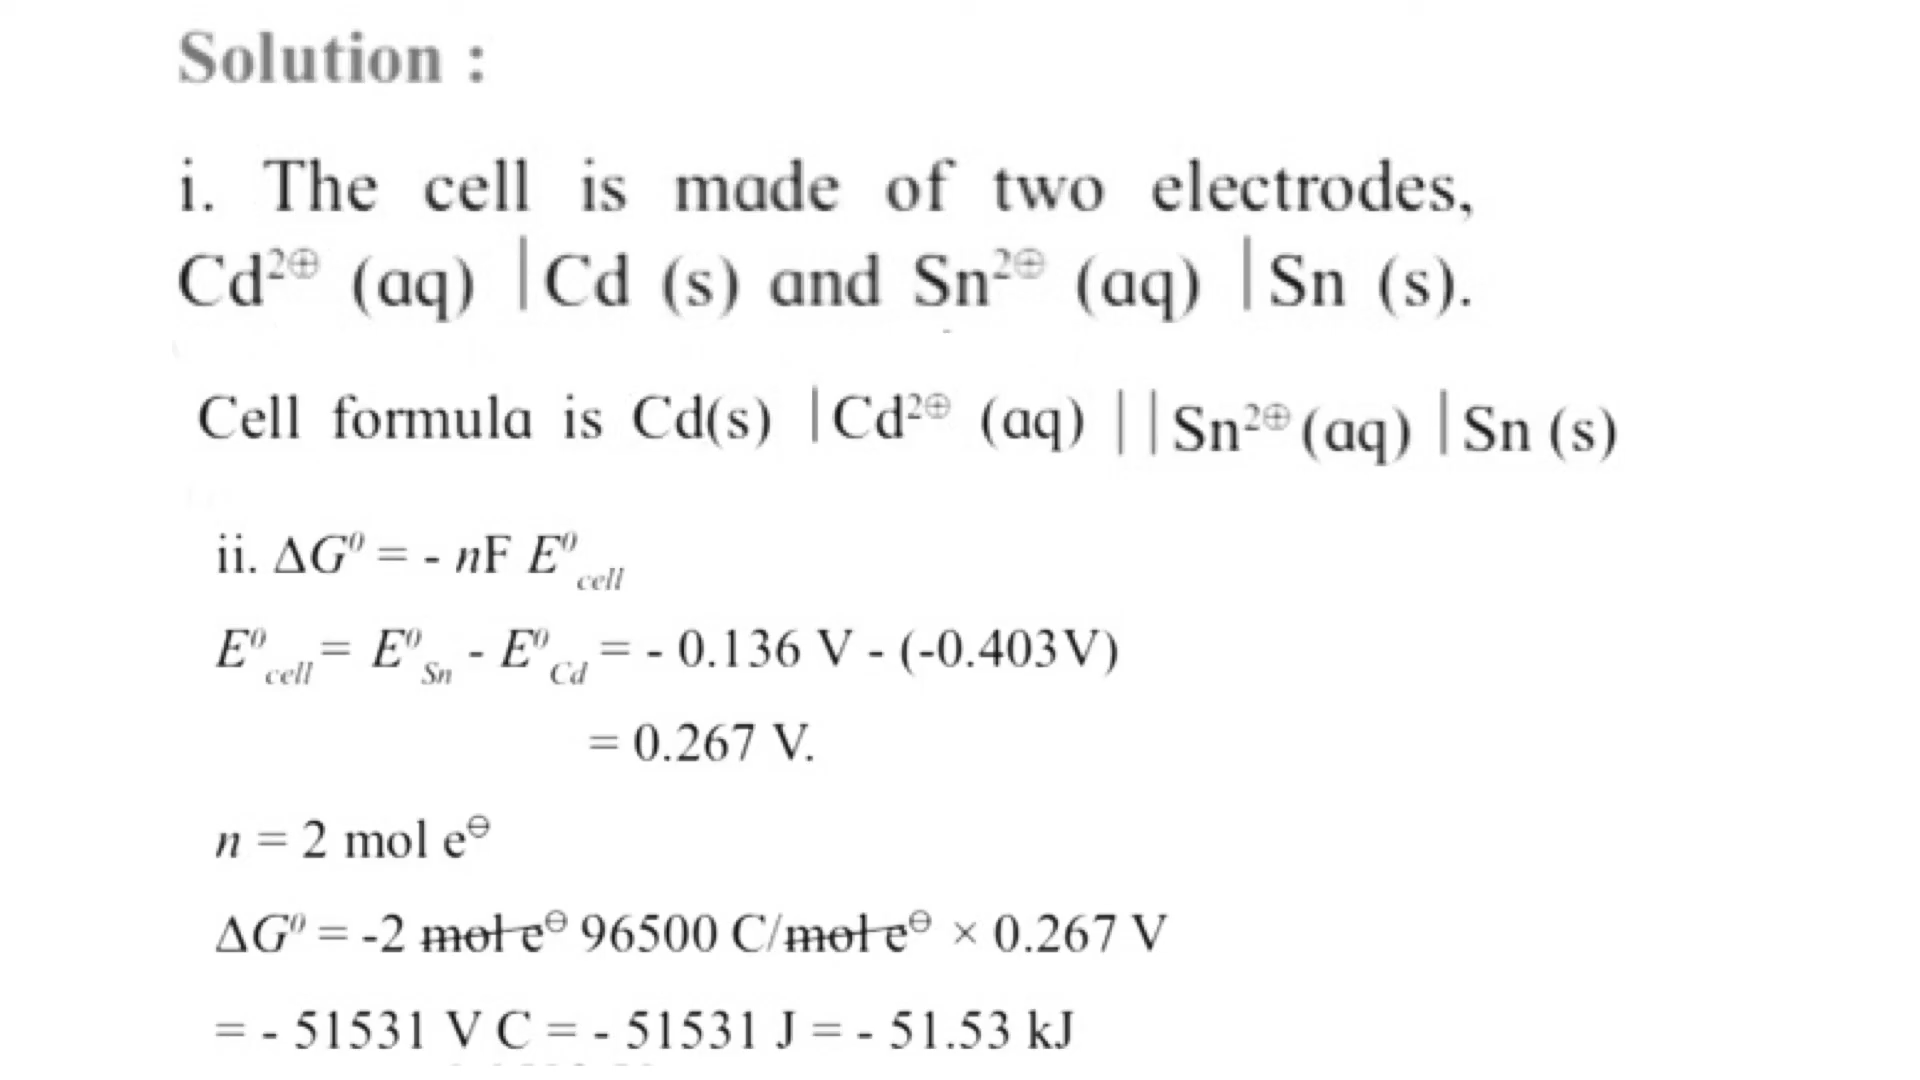 Solution :
i. The cell is made of two electrodes,
Cd²⊕ (aq) |Cd (s) and Sn²⊕ (aq) |Sn (s).
Cell formula is Cd(s) |Cd²⊕ (aq) ||Sn²⊕ (aq) |Sn (s)
ii. ΔG⁰ = - nF E⁰cell
E⁰cell = E⁰Sn - E⁰Cd = - 0.136 V - (-0.403V)
= 0.267 V.
n = 2 mol e⊖
ΔG⁰ = -2 mol e⊖ 96500 C/mol e⊖ × 0.267 V
= - 51531 V C = - 51531 J = - 51.53 kJ